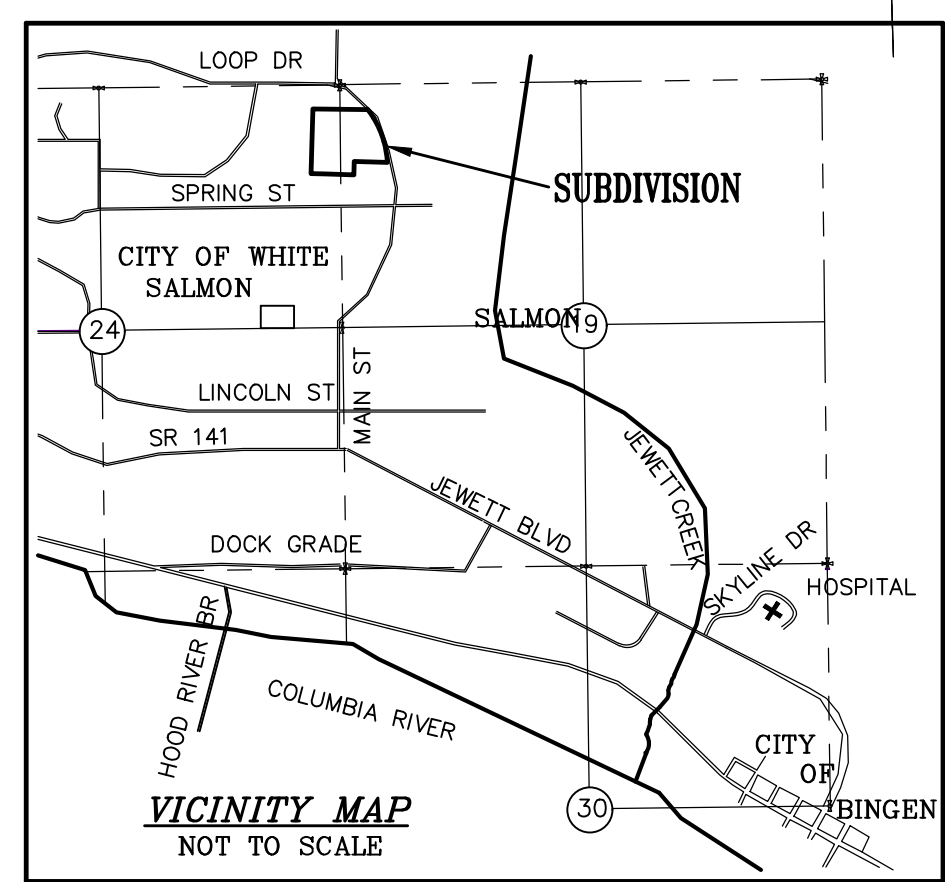 LOOP DR
SUBDIVISION
SPRING ST
CITY OF WHITE
SALMON
SALMON
19
24
MAIN ST
LINCOLN ST
SR 141
JEWETT CREEK
JEWETT BLVD
DOCK GRADE
SKYLINE DR
HOSPITAL
HOOD RIVER BR
COLUMBIA RIVER
CITY
OF
BINGEN
30
VICINITY MAP
NOT TO SCALE